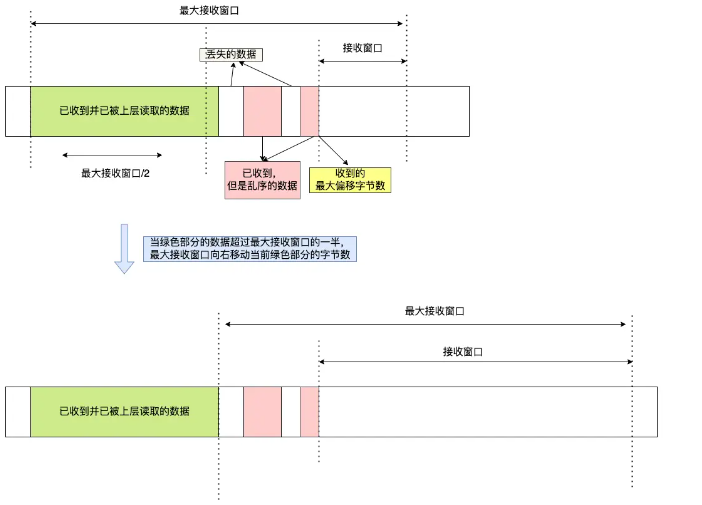 最大接收窗口
接收窗口
丢失的数据
已收到并已被上层读取的数据
最大接收窗口/2
已收到，
但是乱序的数据
收到的
最大偏移字节数
当绿色部分的数据超过最大接收窗口的一半，
最大接收窗口向右移动当前绿色部分的字节数
最大接收窗口
接收窗口
已收到并已被上层读取的数据